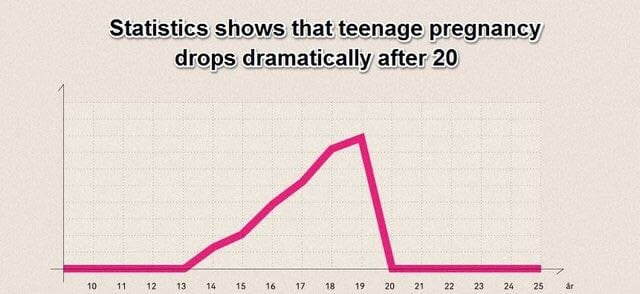 Statistics shows that teenage pregnancy
drops dramatically after 20
10 11 12 13 14 15 16 17 18 19 20 21 22 23 24 25 år